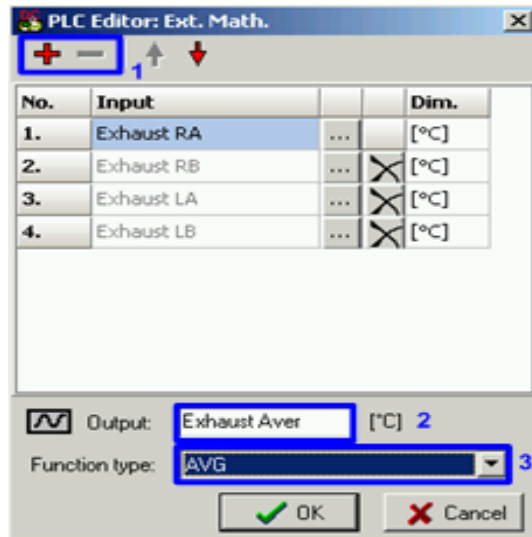 PLC Editor: Ext. Math.
1
No. Input Dim.
1. Exhaust RA ... [°C]
2. Exhaust RB ... [°C]
3. Exhaust LA ... [°C]
4. Exhaust LB ... [°C]
Output: Exhaust Aver [°C] 2
Function type: AVG 3
OK Cancel